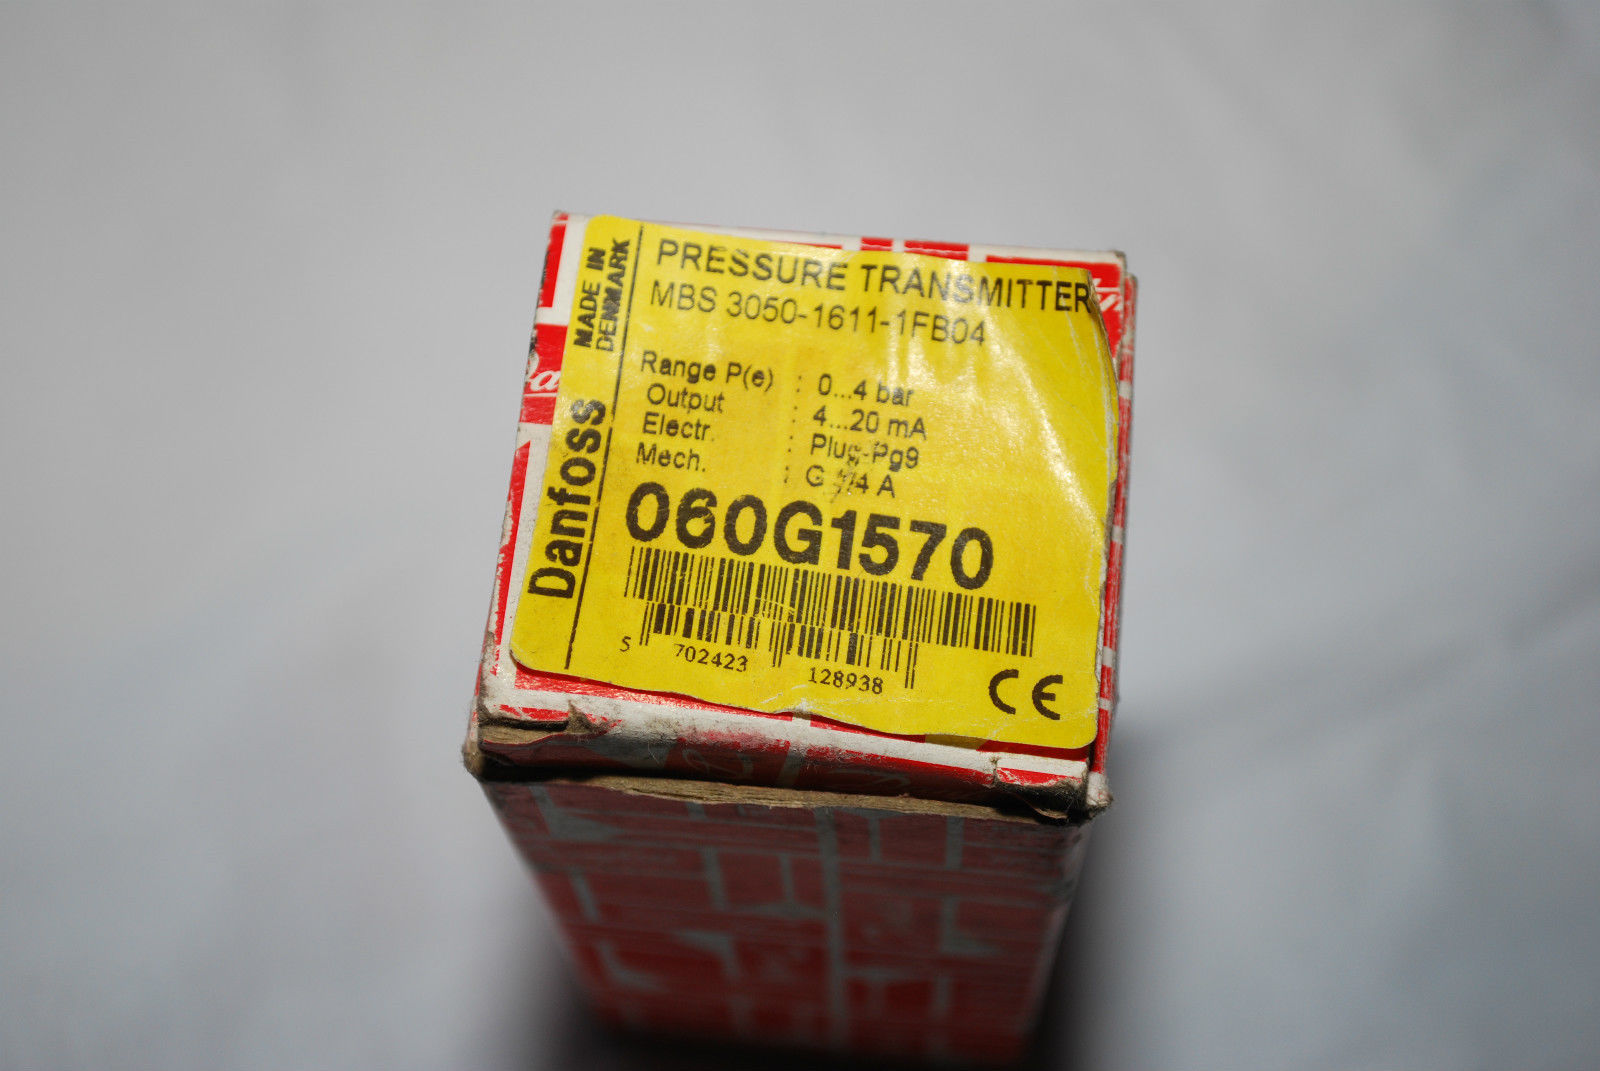 MADE IN
DENMARK
Danfoss
PRESSURE TRANSMITTER
MBS 3050-1611-1FB04
Range P(e) : 0...4 bar
Output : 4...20 mA
Electr. : Plug-Pg9
Mech. : G 1/4 A
060G1570
5 702423 128938
CE